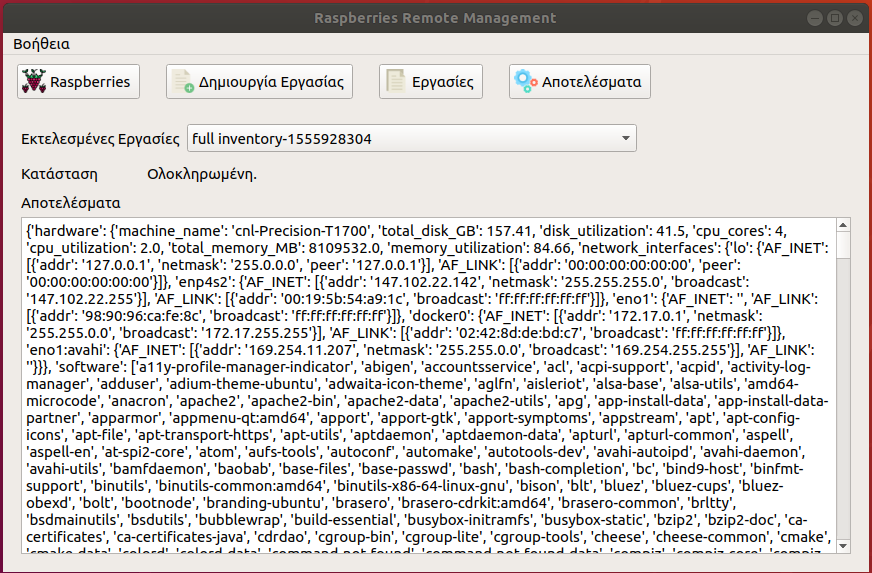 Raspberries Remote Management
Βοήθεια
Raspberries Δημιουργία Εργασίας Εργασίες Αποτελέσματα
Εκτελεσμένες Εργασίες full inventory-1555928304
Κατάσταση Ολοκληρωμένη.
Αποτελέσματα
{'hardware': {'machine_name': 'cnl-Precision-T1700', 'total_disk_GB': 157.41, 'disk_utilization': 41.5, 'cpu_cores': 4,
'cpu_utilization': 2.0, 'total_memory_MB': 8109532.0, 'memory_utilization': 84.66, 'network_interfaces': {'lo': {'AF_INET':
[{'addr': '127.0.0.1', 'netmask': '255.0.0.0', 'peer': '127.0.0.1'}], 'AF_LINK': [{'addr': '00:00:00:00:00:00', 'peer':
'00:00:00:00:00:00'}]}, 'enp4s2': {'AF_INET': [{'addr': '147.102.22.142', 'netmask': '255.255.255.0', 'broadcast':
'147.102.22.255'}], 'AF_LINK': [{'addr': '00:19:5b:54:a9:1c', 'broadcast': 'ff:ff:ff:ff:ff:ff'}]}, 'eno1': {'AF_INET': '', 'AF_LINK':
[{'addr': '98:90:96:ca:fe:8c', 'broadcast': 'ff:ff:ff:ff:ff:ff'}]}, 'docker0': {'AF_INET': [{'addr': '172.17.0.1', 'netmask':
'255.255.0.0', 'broadcast': '172.17.255.255'}], 'AF_LINK': [{'addr': '02:42:8d:de:bd:c7', 'broadcast': 'ff:ff:ff:ff:ff:ff'}]},
'eno1:avahi': {'AF_INET': [{'addr': '169.254.11.207', 'netmask': '255.255.0.0', 'broadcast': '169.254.255.255'}], 'AF_LINK':
''}}}, 'software': ['a11y-profile-manager-indicator', 'abigen', 'accountsservice', 'acl', 'acpi-support', 'acpid', 'activity-log-
manager', 'adduser', 'adium-theme-ubuntu', 'adwaita-icon-theme', 'aglfn', 'aisleriot', 'alsa-base', 'alsa-utils', 'amd64-
microcode', 'anacron', 'apache2', 'apache2-bin', 'apache2-data', 'apache2-utils', 'apg', 'app-install-data', 'app-install-data-
partner', 'apparmor', 'appmenu-qt:amd64', 'apport', 'apport-gtk', 'apport-symptoms', 'appstream', 'apt', 'apt-config-
icons', 'apt-file', 'apt-transport-https', 'apt-utils', 'aptdaemon', 'aptdaemon-data', 'apturl', 'apturl-common', 'aspell',
'aspell-en', 'at-spi2-core', 'atom', 'aufs-tools', 'autoconf', 'automake', 'autotools-dev', 'avahi-autoipd', 'avahi-daemon',
'avahi-utils', 'bamfdaemon', 'baobab', 'base-files', 'base-passwd', 'bash', 'bash-completion', 'bc', 'bind9-host', 'binfmt-
support', 'binutils', 'binutils-common:amd64', 'binutils-x86-64-linux-gnu', 'bison', 'blt', 'bluez', 'bluez-cups', 'bluez-
obexd', 'bolt', 'bootnode', 'branding-ubuntu', 'brasero', 'brasero-cdrkit:amd64', 'brasero-common', 'brltty',
'bsdmainutils', 'bsdutils', 'bubblewrap', 'build-essential', 'busybox-initramfs', 'busybox-static', 'bzip2', 'bzip2-doc', 'ca-
certificates', 'ca-certificates-java', 'cdrdao', 'cgroup-bin', 'cgroup-lite', 'cgroup-tools', 'cheese', 'cheese-common', 'cmake',
'cmake-data', 'colord', 'colord-data', 'command-not-found', 'command-not-found-data', 'compiz', 'compiz-core', 'compiz-